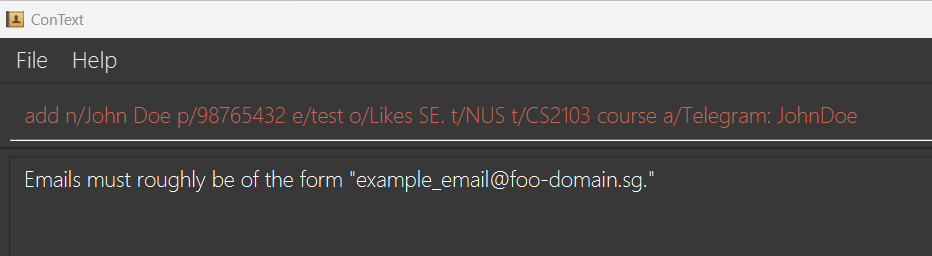 ConText
File Help
add n/John Doe p/98765432 e/test o/Likes SE. t/NUS t/CS2103 course a/Telegram: JohnDoe
Emails must roughly be of the form "example_email@foo-domain.sg."